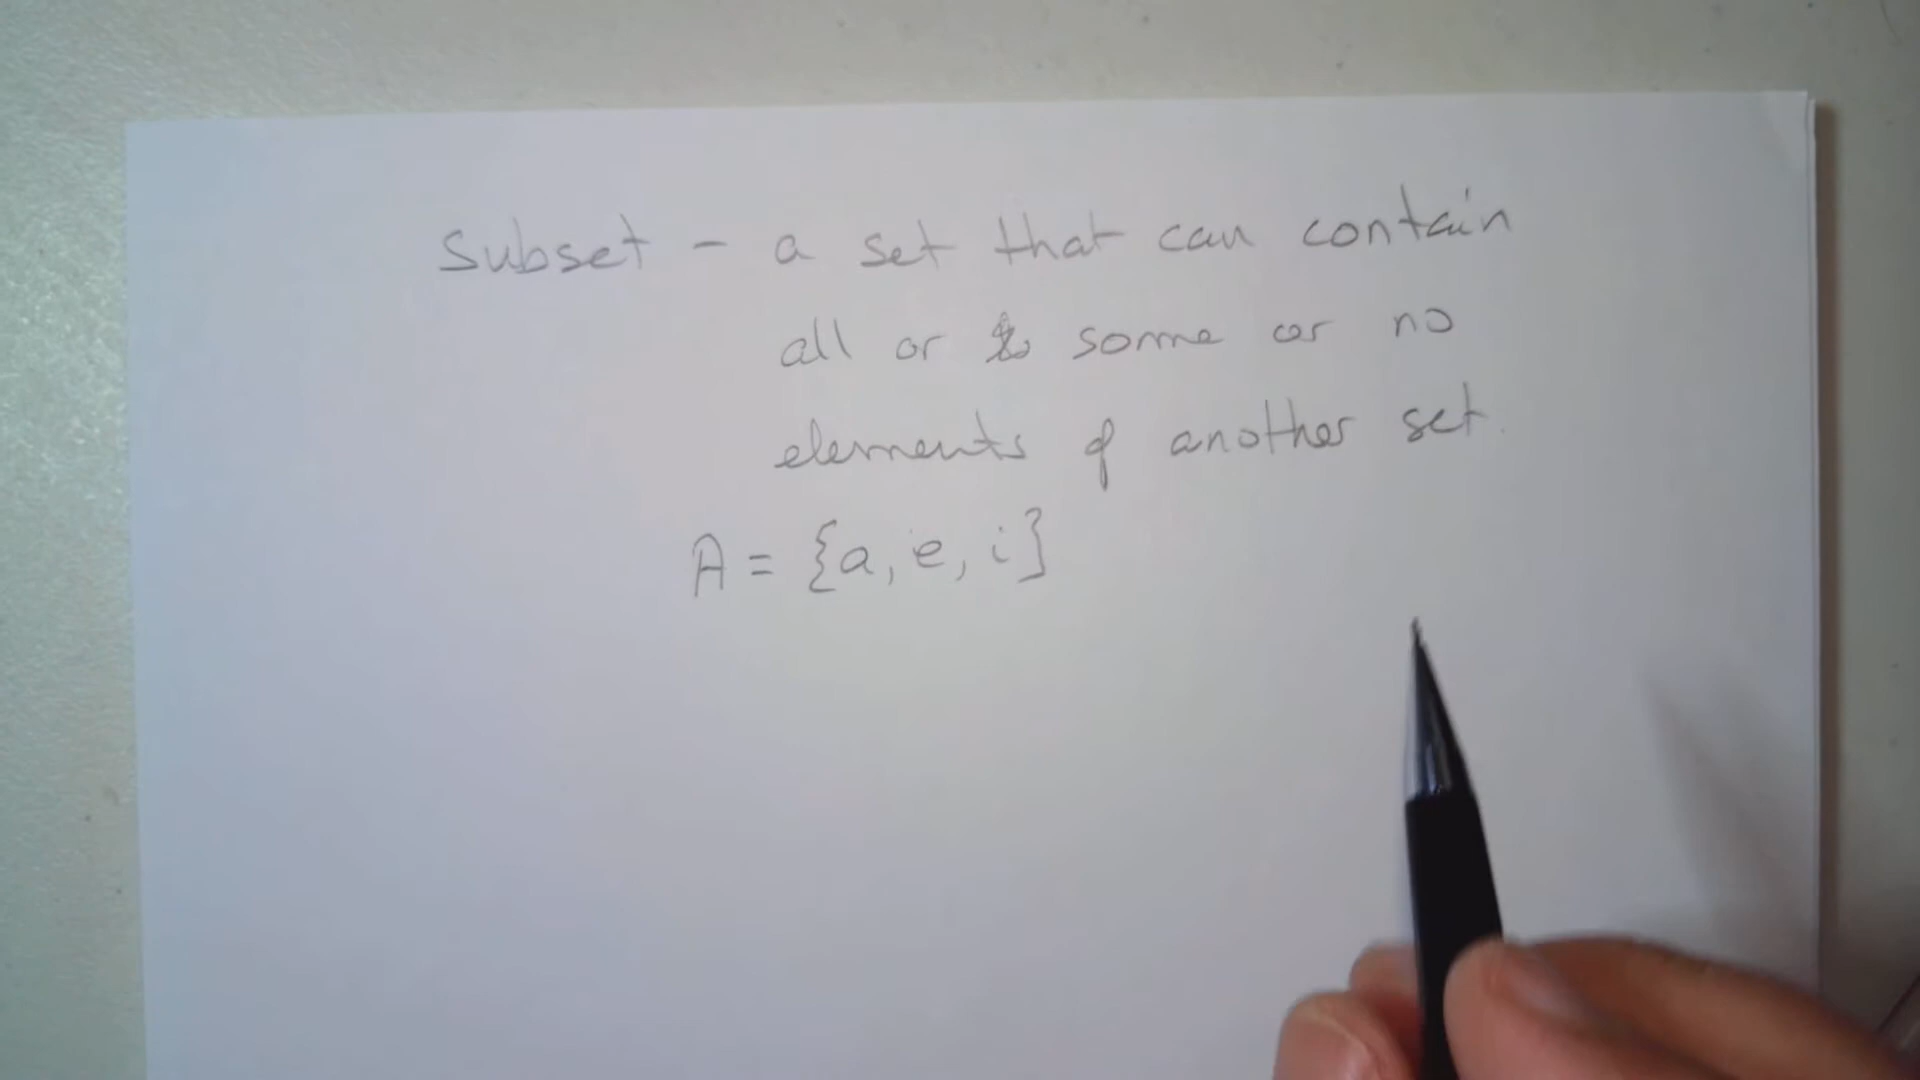 Subset - a set that can contain
all or some or no
elements of another set.
A = {a, e, i}